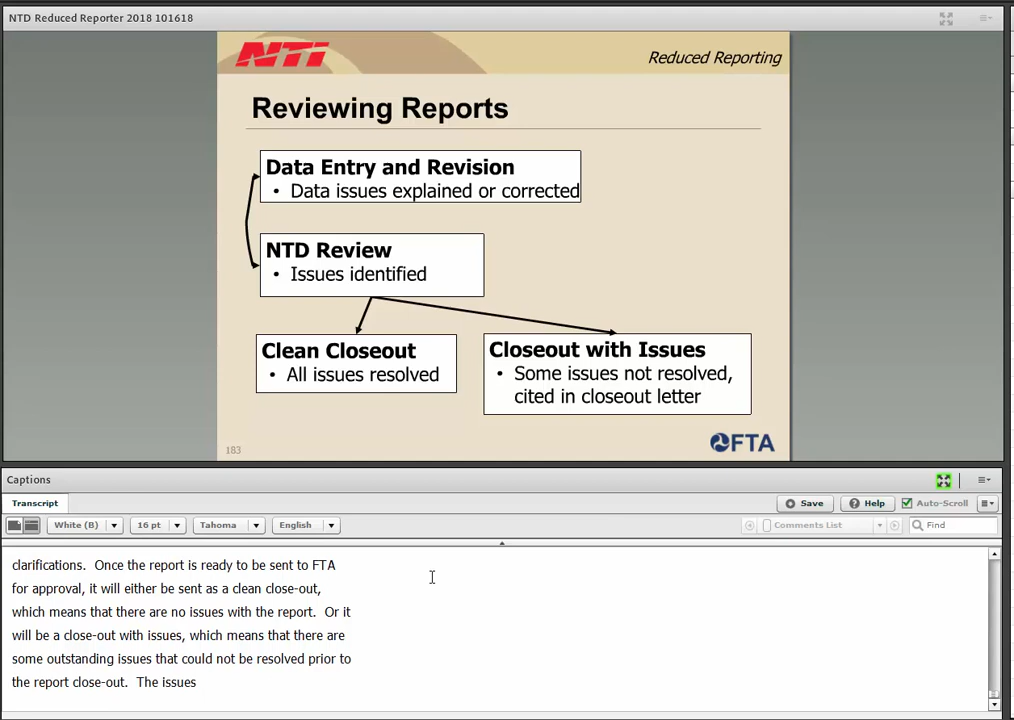 NTD Reduced Reporter 2018 101618
NTI
Reduced Reporting
Reviewing Reports
Data Entry and Revision
• Data issues explained or corrected
NTD Review
• Issues identified
Clean Closeout
• All issues resolved
Closeout with Issues
• Some issues not resolved,
cited in closeout letter
183
FTA
Captions
Transcript
Save
Help
Auto-Scroll
White (B)
16 pt
Tahoma
English
Comments List
Find
clarifications.  Once the report is ready to be sent to FTA
for approval, it will either be sent as a clean close-out,
which means that there are no issues with the report.  Or it
will be a close-out with issues, which means that there are
some outstanding issues that could not be resolved prior to
the report close-out.  The issues